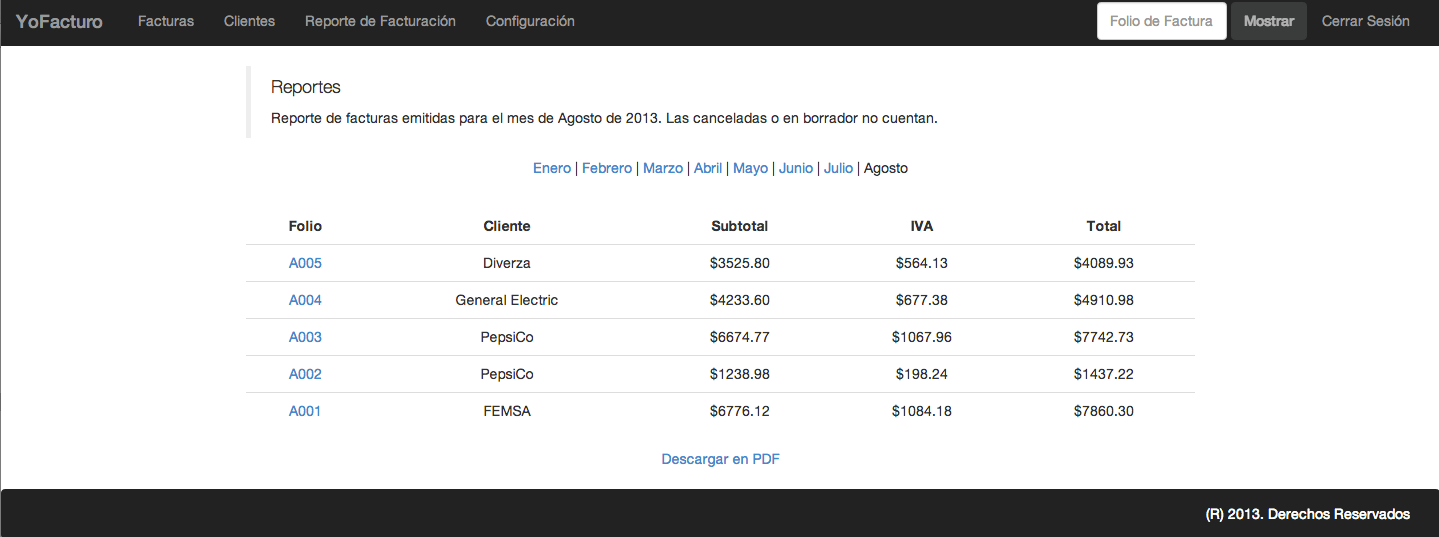 YoFacturo Facturas Clientes Reporte de Facturación Configuración Folio de Factura Mostrar Cerrar Sesión
Reportes
Reporte de facturas emitidas para el mes de Agosto de 2013. Las canceladas o en borrador no cuentan.
Enero | Febrero | Marzo | Abril | Mayo | Junio | Julio | Agosto
Folio Cliente Subtotal IVA Total
A005 Diverza $3525.80 $564.13 $4089.93
A004 General Electric $4233.60 $677.38 $4910.98
A003 PepsiCo $6674.77 $1067.96 $7742.73
A002 PepsiCo $1238.98 $198.24 $1437.22
A001 FEMSA $6776.12 $1084.18 $7860.30
Descargar en PDF
(R) 2013. Derechos Reservados